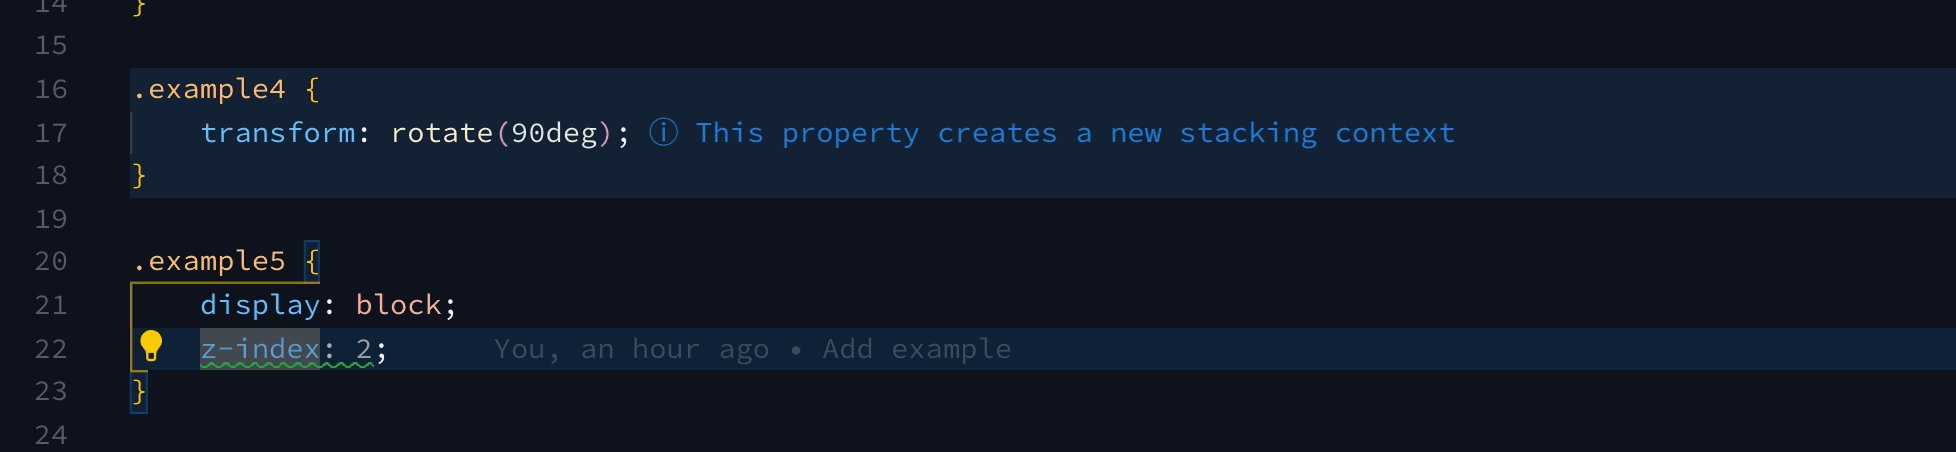 14 }
15
16 .example4 {
17 transform: rotate(90deg); ⓘ This property creates a new stacking context
18 }
19
20 .example5 {
21 display: block;
22 z-index: 2; You, an hour ago • Add example
23 }
24